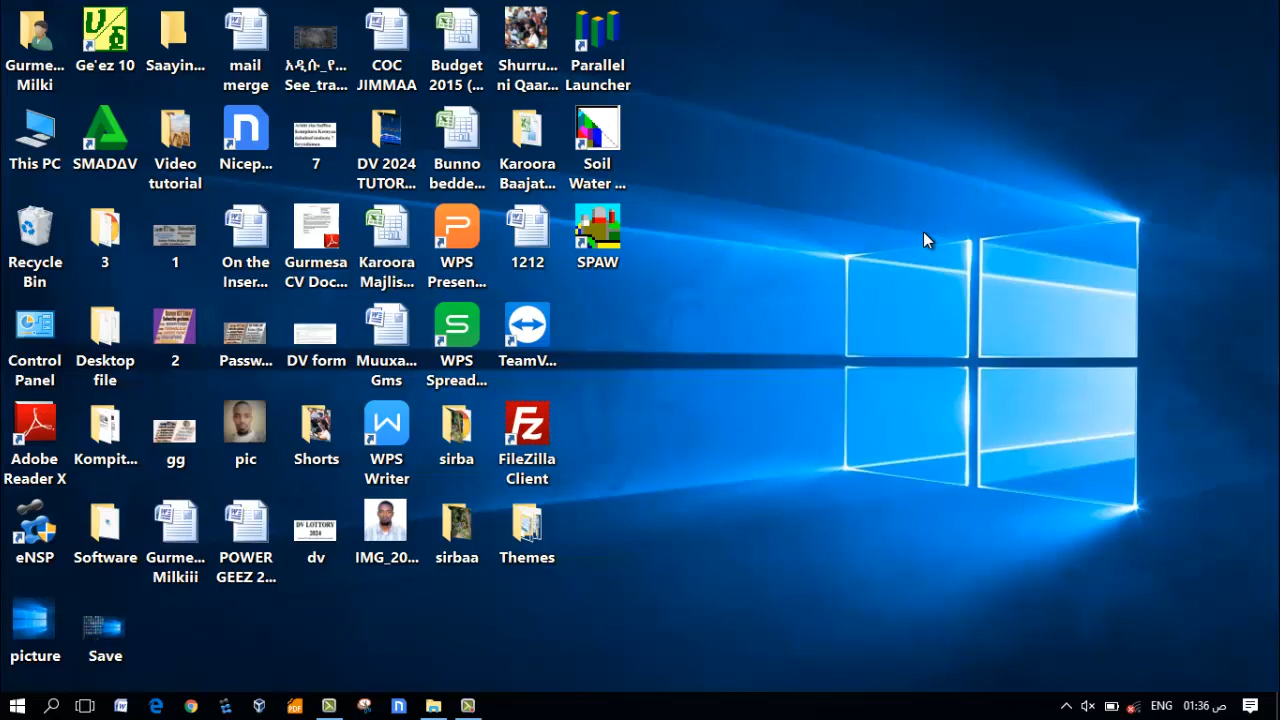 Gurme...
Milki
Ge'ez 10
Saayin...
mail
merge
አዲሱ_የ...
See_tra...
COC
JIMMAA
Budget
2015 (...
Shurru...
ni Qaar...
Parallel
Launcher
This PC
SMADΔV
Video
tutorial
Nicep...
7
DV 2024
TUTOR...
Bunno
bedde...
Karoora
Baajat...
Soil
Water ...
Recycle
Bin
3
1
On the
Inser...
Gurmesa
CV Doc...
Karoora
Majlis...
WPS
Presen...
1212
SPAW
Control
Panel
Desktop
file
2
Passw...
DV form
Muuxa...
Gms
WPS
Spread...
TeamV...
Adobe
Reader X
Kompit...
gg
pic
Shorts
WPS
Writer
sirba
FileZilla
Client
eNSP
Software
Gurme...
Milkiii
POWER
GEEZ 2...
DV LOTTORY
2024
dv
IMG_20...
sirbaa
Themes
picture
Save
ENG
01:36 ص